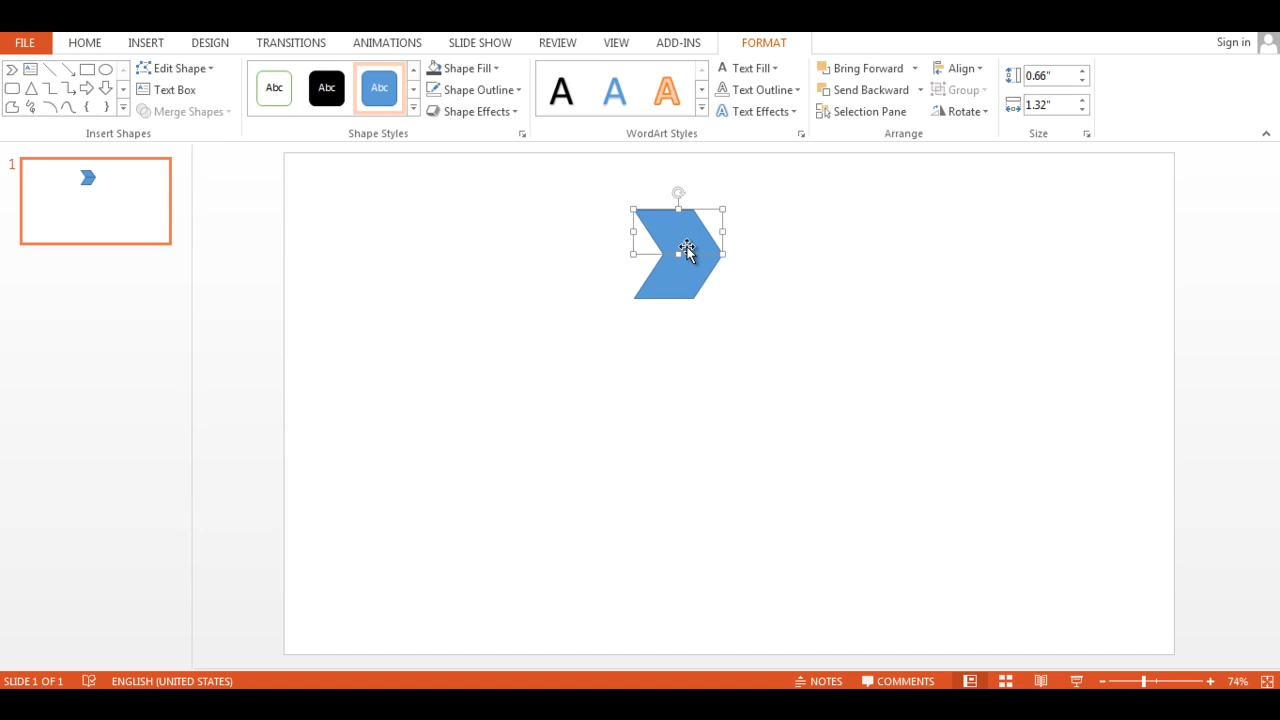 FILE HOME INSERT DESIGN TRANSITIONS ANIMATIONS SLIDE SHOW REVIEW VIEW ADD-INS FORMAT Sign in
Edit Shape Abc Abc Abc Shape Fill A A A Text Fill Bring Forward Align 0.66"
Text Box Shape Outline Text Outline Send Backward Group 1.32"
Merge Shapes Shape Effects Text Effects Selection Pane Rotate
Insert Shapes Shape Styles WordArt Styles Arrange Size
1
SLIDE 1 OF 1 ENGLISH (UNITED STATES) NOTES COMMENTS 74%